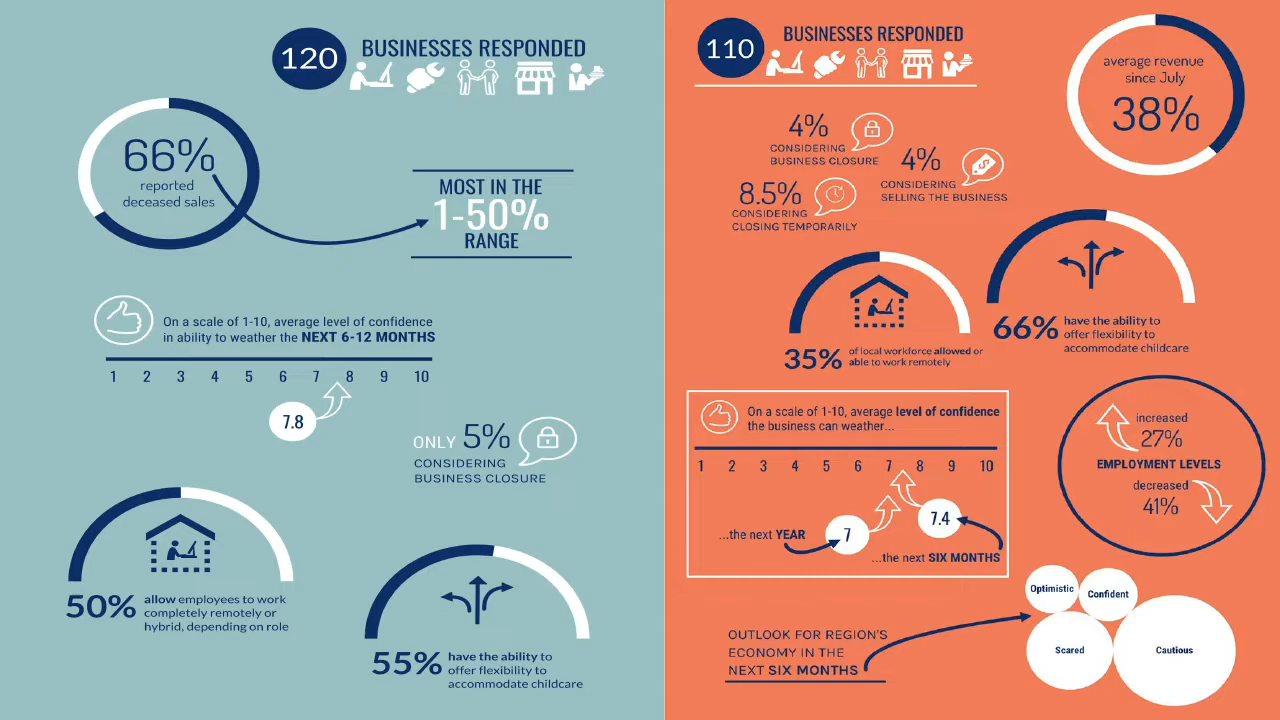 120
BUSINESSES RESPONDED
66%
reported
deceased sales
MOST IN THE
1-50%
RANGE
On a scale of 1-10, average level of confidence
in ability to weather the NEXT 6-12 MONTHS
1 2 3 4 5 6 7 8 9 10
7.8
ONLY 5%
CONSIDERING
BUSINESS CLOSURE
50%
allow employees to work
completely remotely or
hybrid, depending on role
55%
have the ability to
offer flexibility to
accommodate childcare
110
BUSINESSES RESPONDED
average revenue
since July
38%
4%
CONSIDERING
BUSINESS CLOSURE
4%
CONSIDERING
SELLING THE BUSINESS
8.5%
CONSIDERING
CLOSING TEMPORARILY
35%
of local workforce allowed or
able to work remotely
66%
have the ability to
offer flexibility to
accommodate childcare
On a scale of 1-10, average level of confidence
the business can weather...
1 2 3 4 5 6 7 8 9 10
...the next YEAR
7
7.4
...the next SIX MONTHS
increased
27%
EMPLOYMENT LEVELS
decreased
41%
OUTLOOK FOR REGION'S
ECONOMY IN THE
NEXT SIX MONTHS
Optimistic
Confident
Scared
Cautious